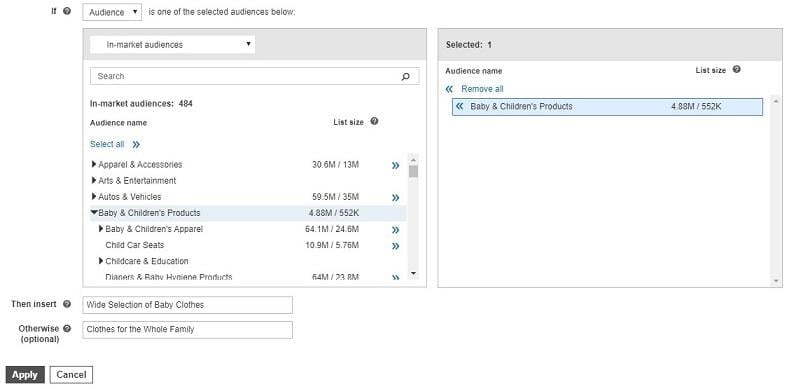 If Audience is one of the selected audiences below:
In-market audiences
Search
In-market audiences: 484
Audience name List size
Select all
Apparel & Accessories 30.6M / 13M
Arts & Entertainment
Autos & Vehicles 59.5M / 35M
Baby & Children's Products 4.88M / 552K
Baby & Children's Apparel 64.1M / 24.6M
Child Car Seats 10.9M / 5.76M
Childcare & Education
Diapers & Baby Hygiene Products 64M / 23.8M
Selected: 1
Audience name List size
Remove all
Baby & Children's Products 4.88M / 552K
Then insert Wide Selection of Baby Clothes
Otherwise Clothes for the Whole Family
(optional)
Apply Cancel